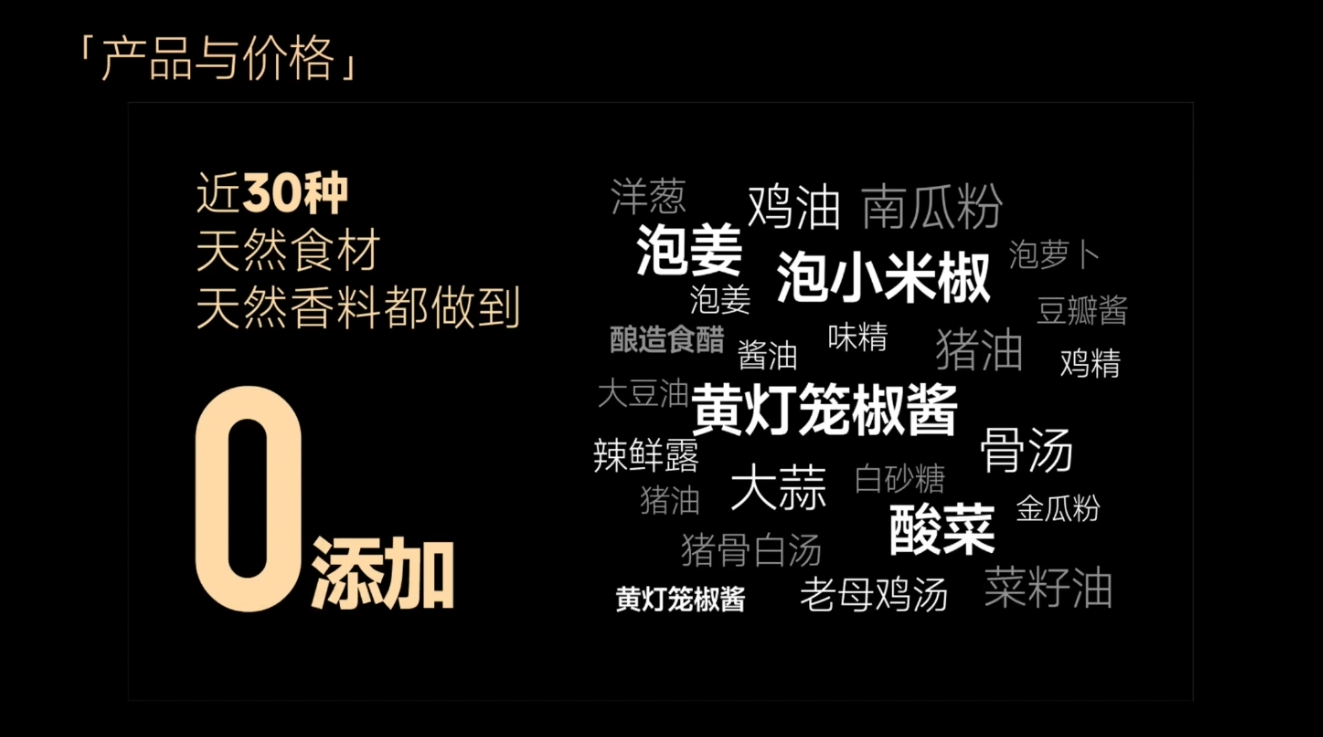 「产品与价格」
近30种
天然食材
天然香料都做到
0添加
洋葱 鸡油 南瓜粉
泡姜 泡小米椒 泡萝卜
泡姜 豆瓣酱
酿造食醋 酱油 味精 猪油 鸡精
大豆油 黄灯笼椒酱
辣鲜露 骨汤
猪油 大蒜 白砂糖
酸菜 金瓜粉
猪骨白汤
黄灯笼椒酱 老母鸡汤 菜籽油